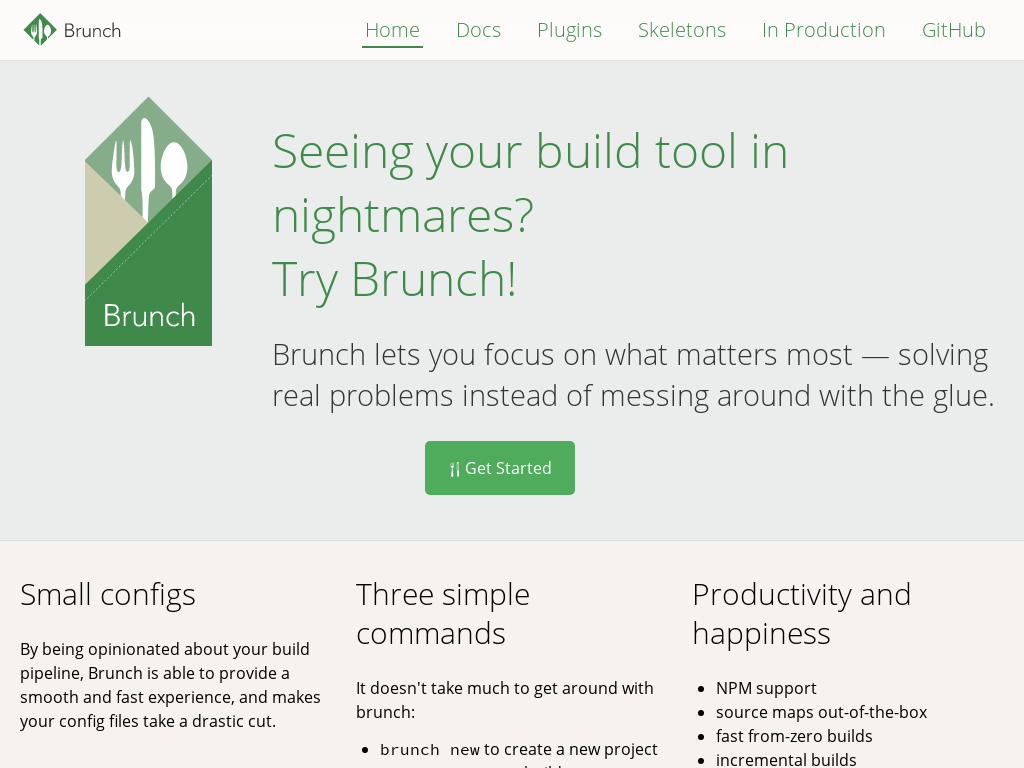 Brunch
Home
Docs
Plugins
Skeletons
In Production
GitHub
Brunch
Seeing your build tool in
nightmares?
Try Brunch!
Brunch lets you focus on what matters most — solving
real problems instead of messing around with the glue.
Get Started
Small configs
By being opinionated about your build
pipeline, Brunch is able to provide a
smooth and fast experience, and makes
your config files take a drastic cut.
Three simple
commands
It doesn't take much to get around with
brunch:
brunch new to create a new project
Productivity and
happiness
NPM support
source maps out-of-the-box
fast from-zero builds
incremental builds